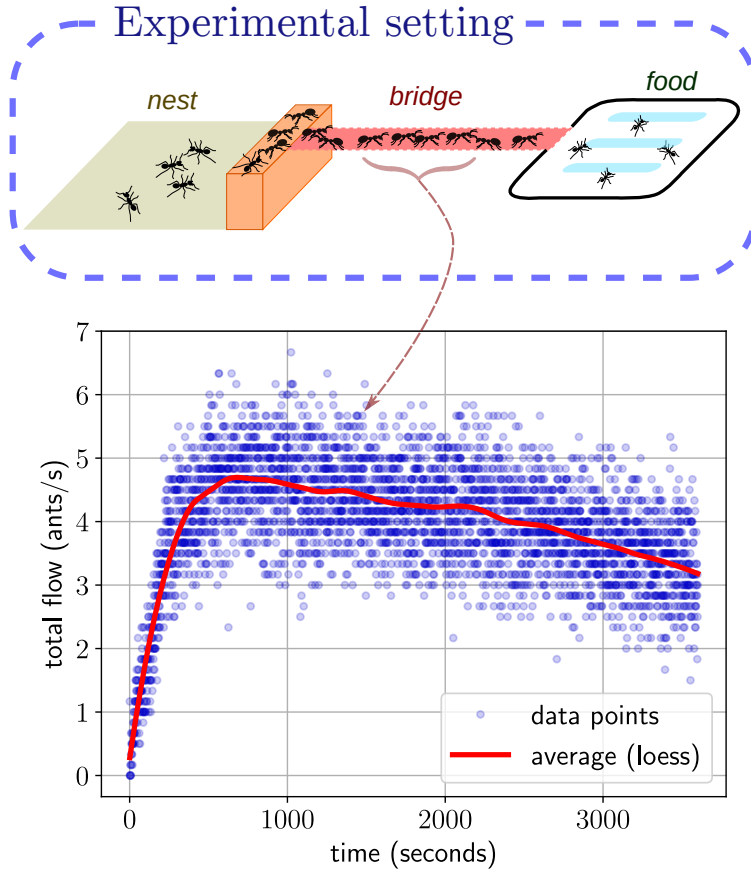 Experimental setting
nest
bridge
food
7
6
5
4
3
2
1
0
total flow (ants/s)
data points
average (loess)
0 1000 2000 3000
time (seconds)